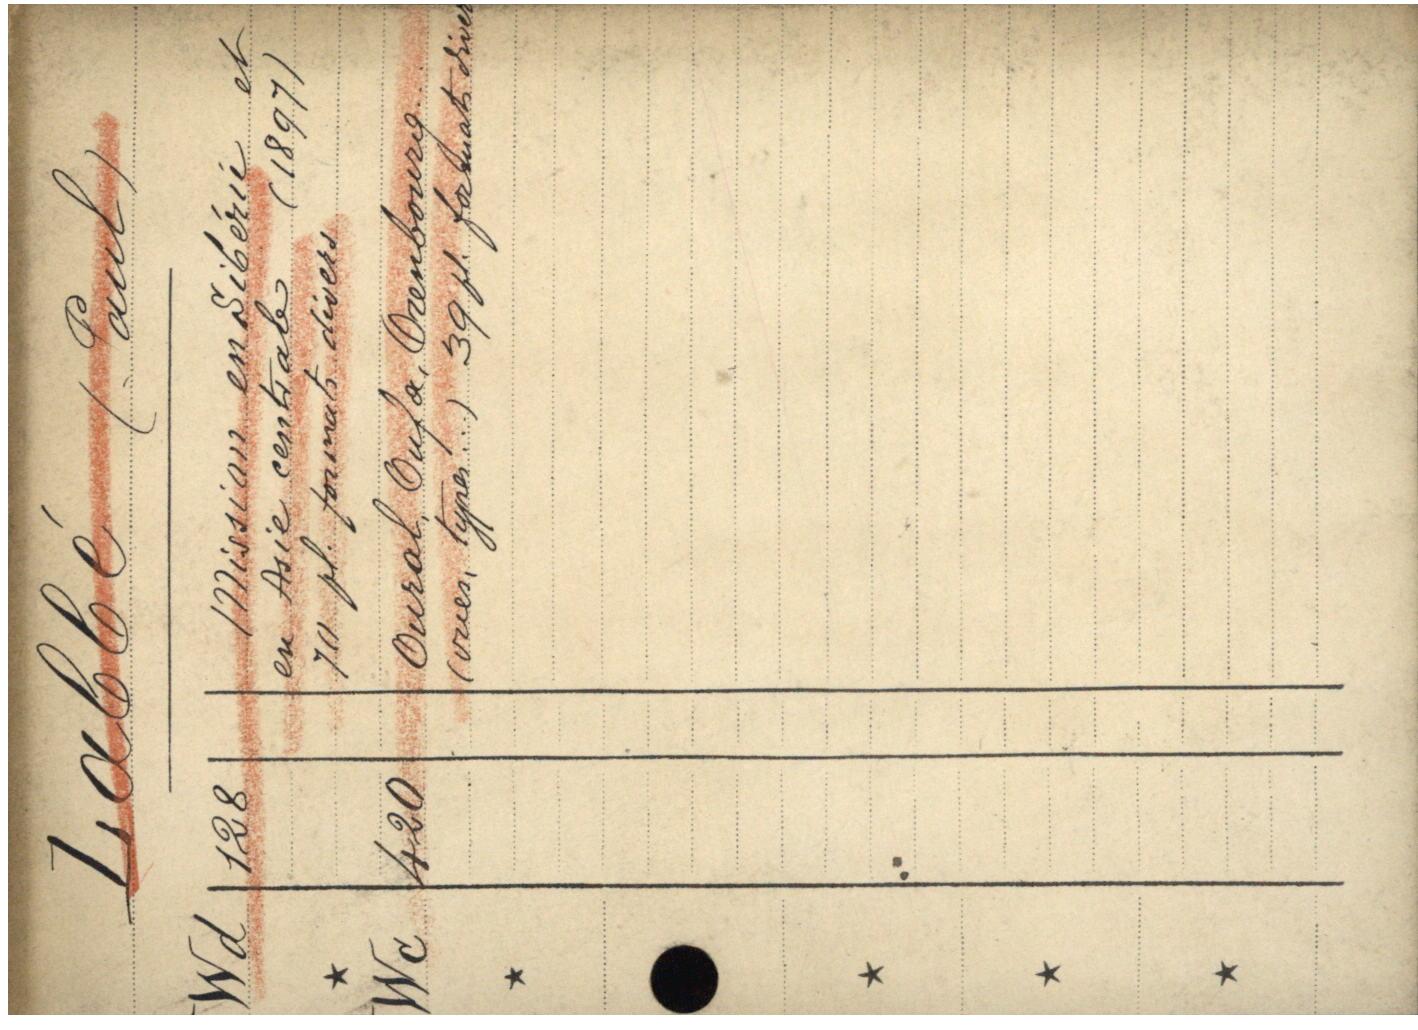 Labbé (Paul)
Wd 128 Mission en Sibérie et
en Asie centrale (1897)
70 pl. formats divers
Wc 420 Oural, Oufa, Orenbourg...
(vues, types...) 39 pl. formats diver